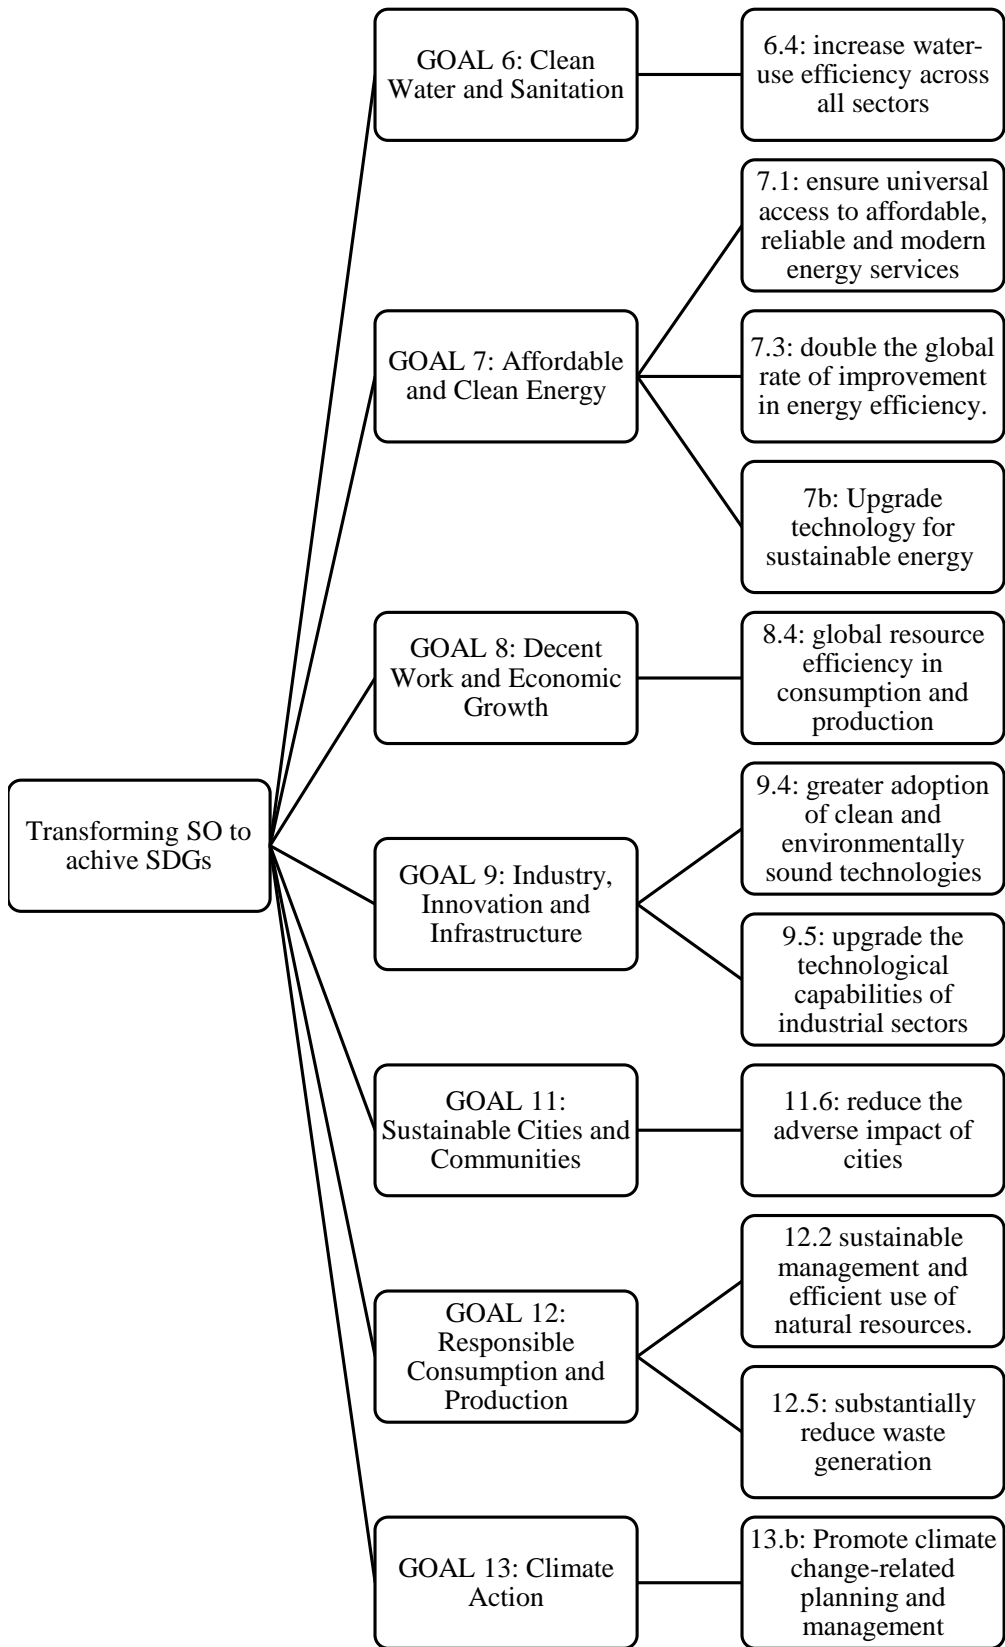 GOAL 6: Clean
Water and Sanitation
6.4: increase water-
use efficiency across
all sectors
7.1: ensure universal
access to affordable,
reliable and modern
energy services
GOAL 7: Affordable
and Clean Energy
7.3: double the global
rate of improvement
in energy efficiency.
7b: Upgrade
technology for
sustainable energy
GOAL 8: Decent
Work and Economic
Growth
8.4: global resource
efficiency in
consumption and
production
Transforming SO to
achive SDGs
GOAL 9: Industry,
Innovation and
Infrastructure
9.4: greater adoption
of clean and
environmentally
sound technologies
9.5: upgrade the
technological
capabilities of
industrial sectors
GOAL 11:
Sustainable Cities and
Communities
11.6: reduce the
adverse impact of
cities
GOAL 12:
Responsible
Consumption and
Production
12.2 sustainable
management and
efficient use of
natural resources.
12.5: substantially
reduce waste
generation
GOAL 13: Climate
Action
13.b: Promote climate
change-related
planning and
management